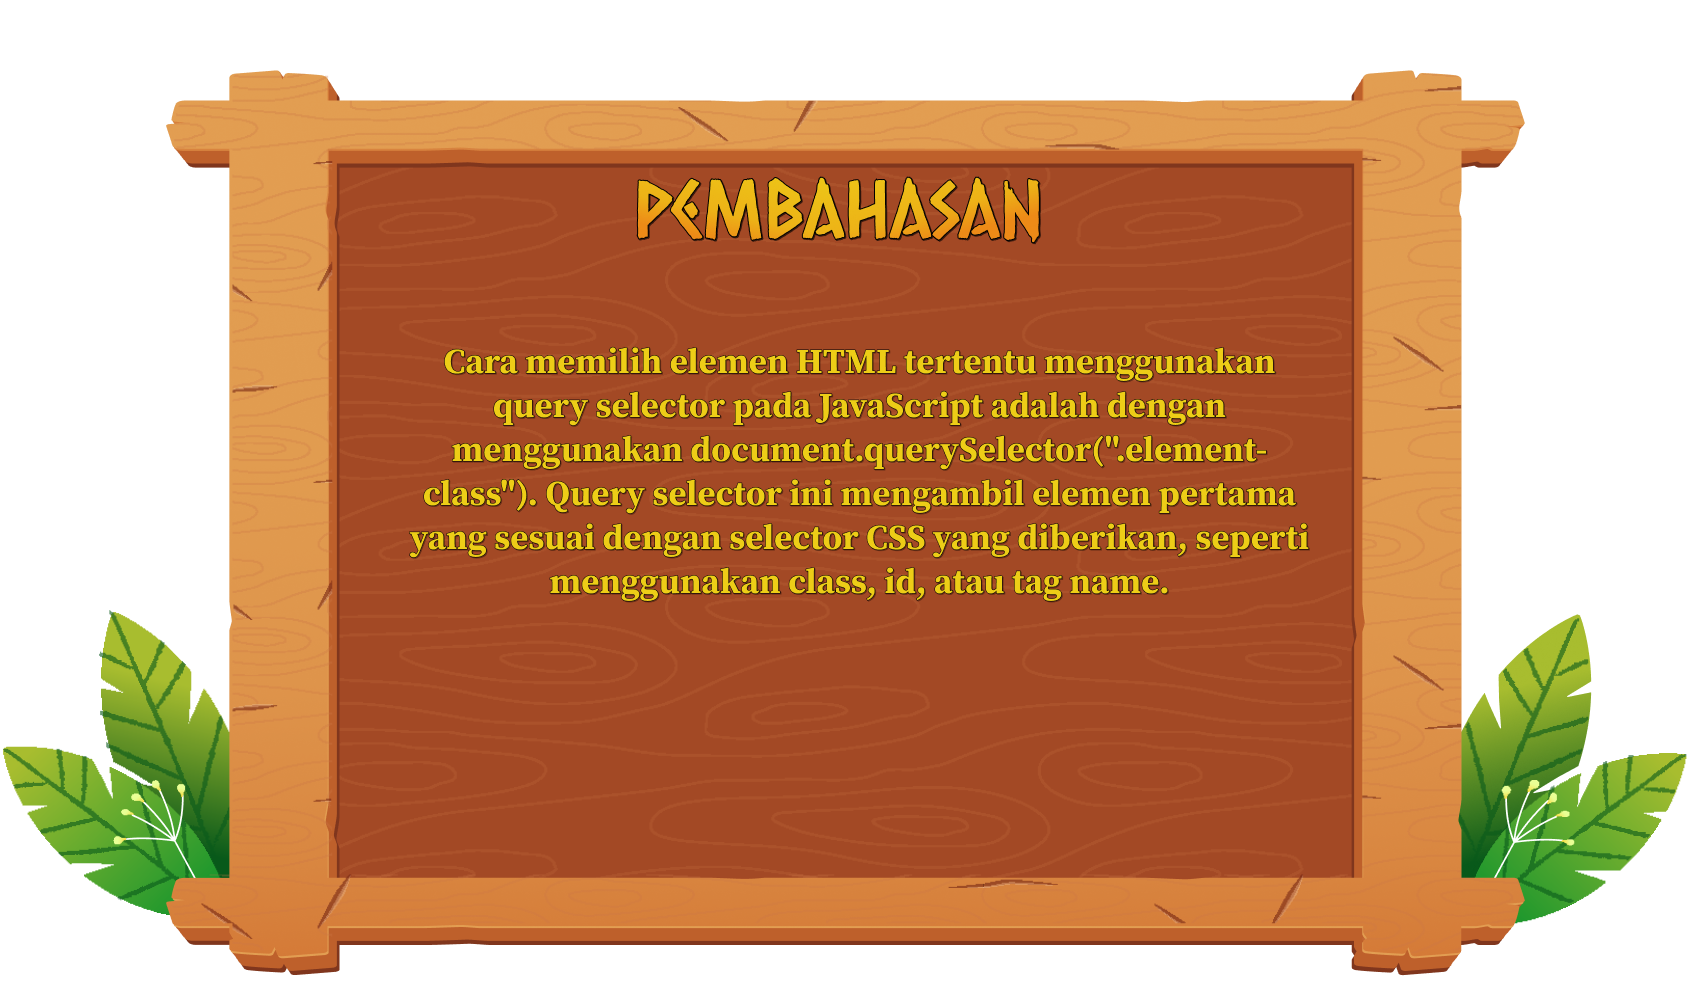 PEMBAHASAN
Cara memilih elemen HTML tertentu menggunakan
query selector pada JavaScript adalah dengan
menggunakan document.querySelector(".element-
class"). Query selector ini mengambil elemen pertama
yang sesuai dengan selector CSS yang diberikan, seperti
menggunakan class, id, atau tag name.